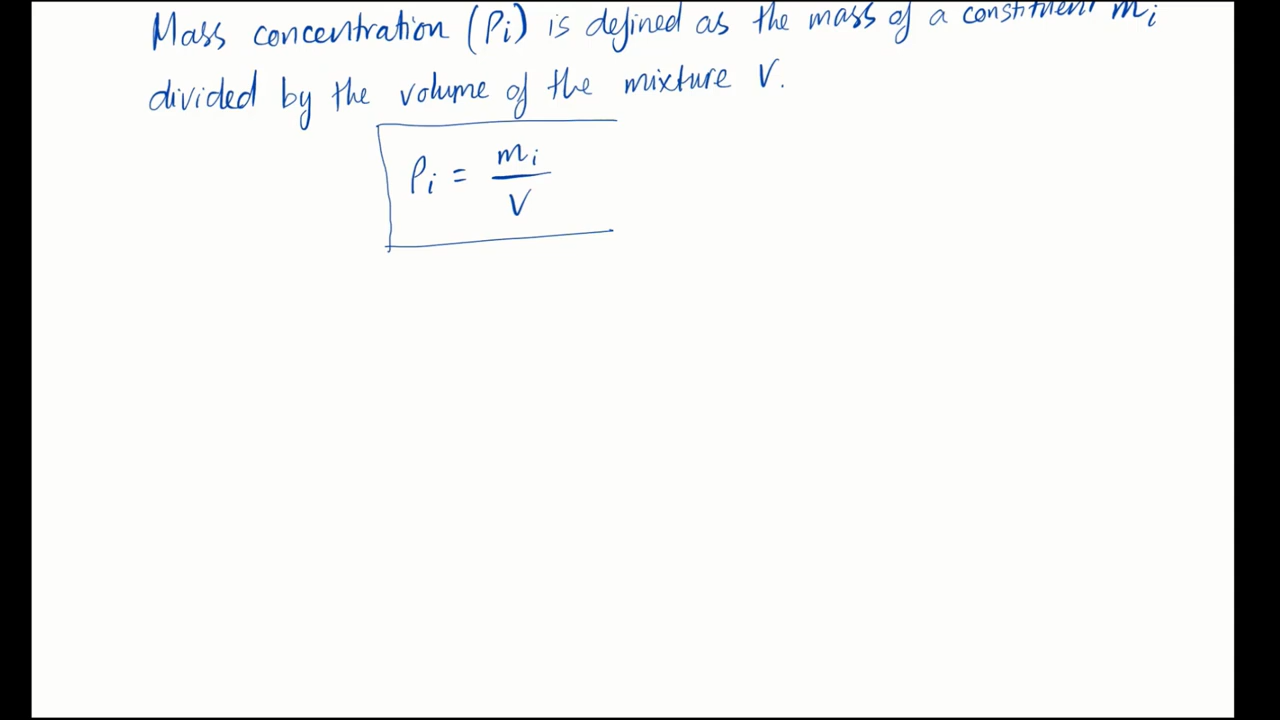 Mass concentration (ρi) is defined as the mass of a constituent mi
divided by the volume of the mixture V.
ρi = mi / V